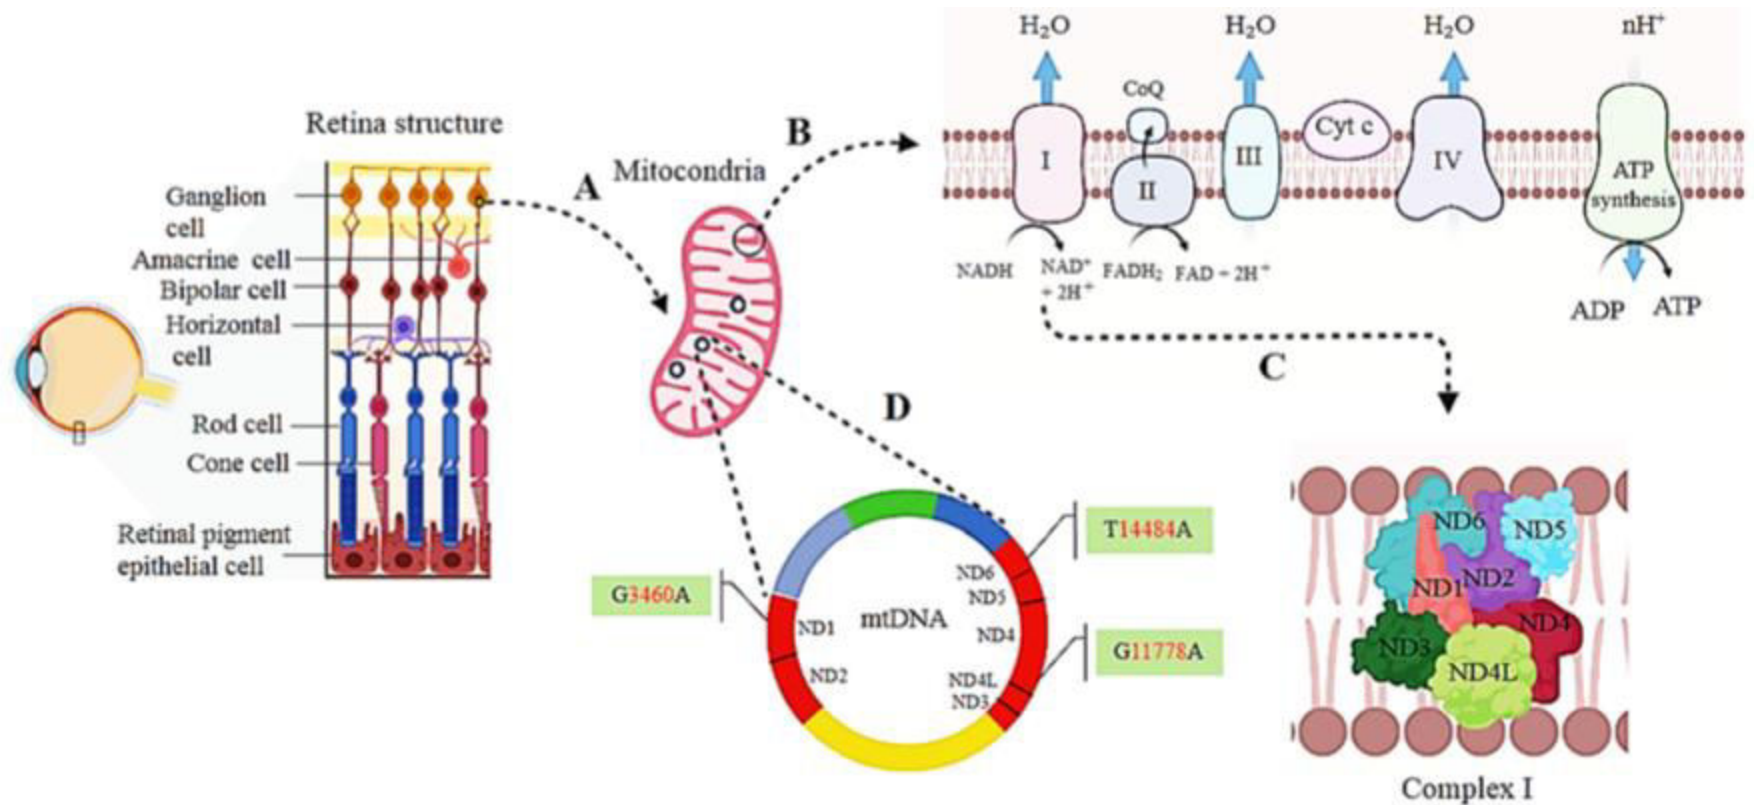 Retina structure
Ganglion
cell
Amacrine cell
Bipolar cell
Horizontal
cell
Rod cell
Cone cell
Retinal pigment
epithelial cell
A
Mitocondria
B
H₂O
H₂O
H₂O
nH⁺
CoQ
I
II
III
Cyt c
IV
ATP
synthesis
NADH
NAD⁺
+ 2H⁺
FADH₂
FAD + 2H⁺
ADP
ATP
C
D
G3460A
T14484A
G11778A
mtDNA
ND1
ND2
ND6
ND5
ND4
ND4L
ND3
ND6
ND5
ND1
ND2
ND4
ND3
ND4L
Complex I